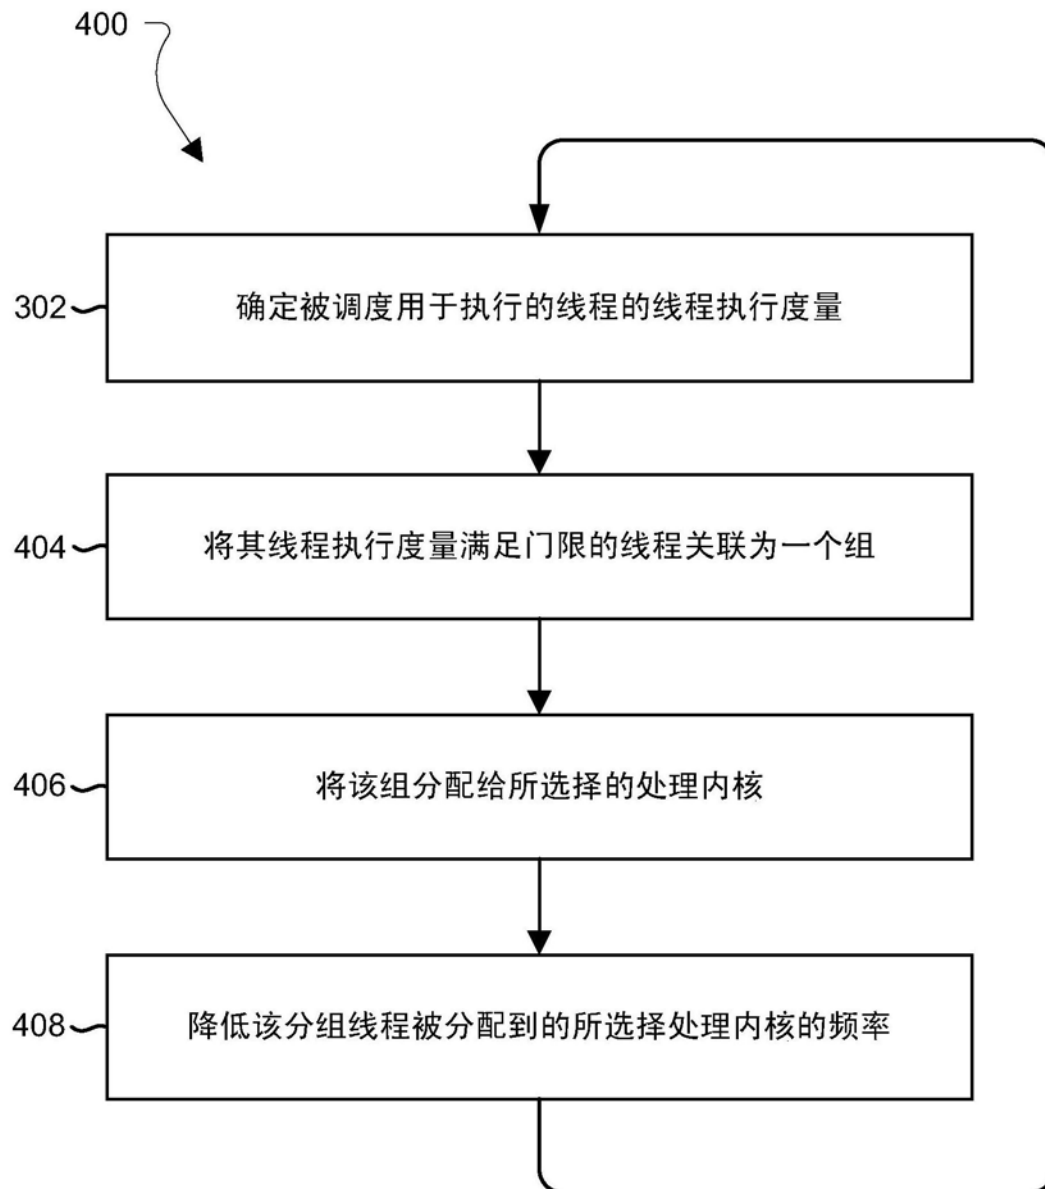 400
302
确定被调度用于执行的线程的线程执行度量
404
将其线程执行度量满足门限的线程关联为一个组
406
将该组分配给所选择的处理内核
408
降低该分组线程被分配到的所选择处理内核的频率